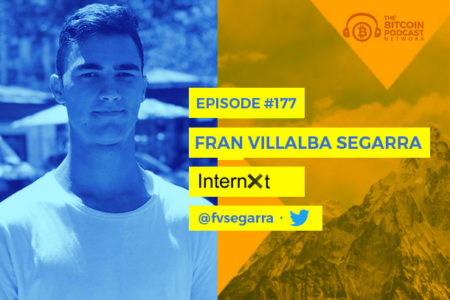 THE
BITCOIN
PODCAST
NETWORK
EPISODE #177
FRAN VILLALBA SEGARRA
Internxt
@fvsegarra ·